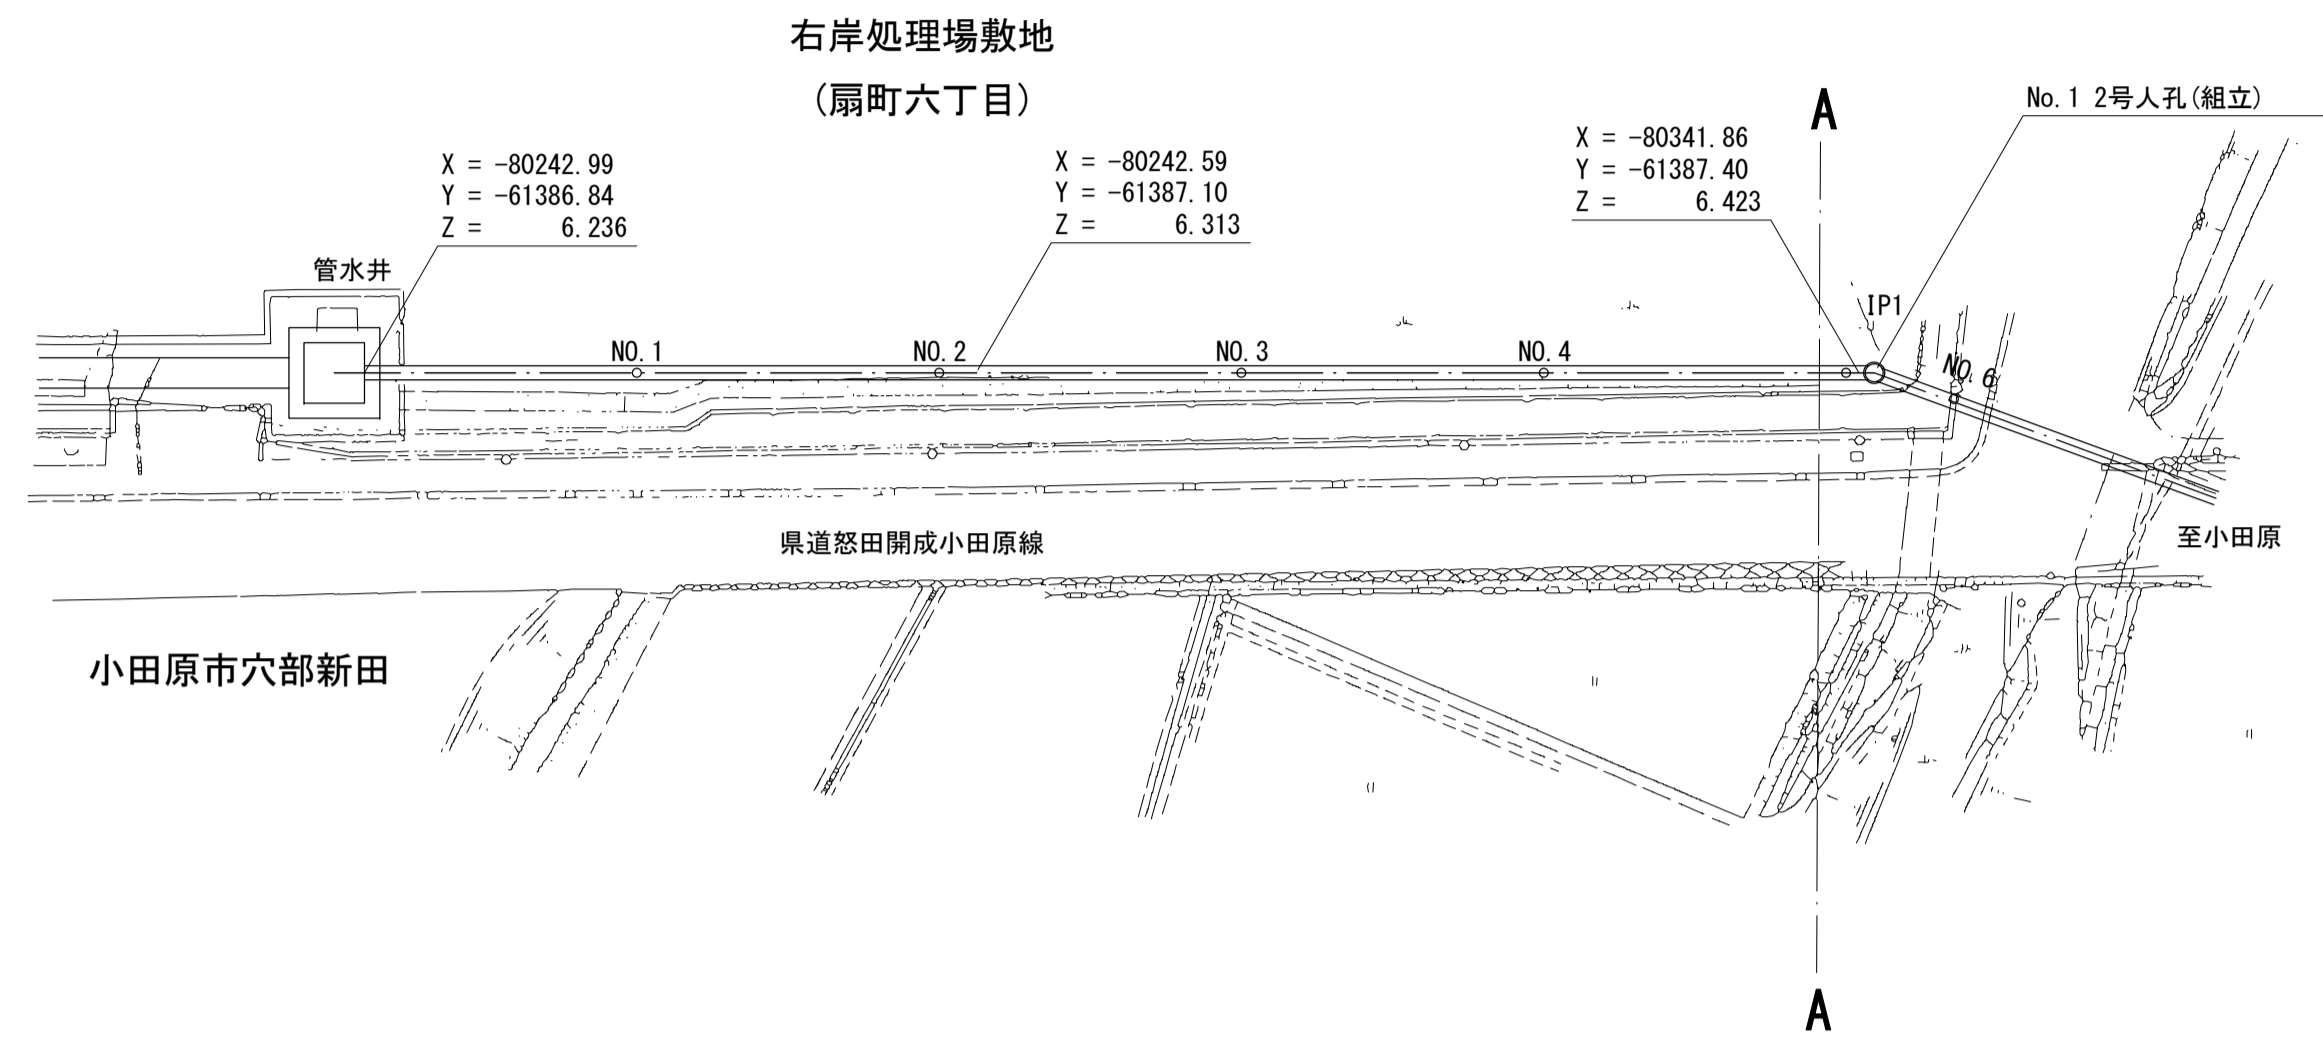 右岸処理場敷地
(扇町六丁目)
A
No.1 2号人孔(組立)
X = -80242.99
Y = -61386.84
Z = 6.236
X = -80242.59
Y = -61387.10
Z = 6.313
X = -80341.86
Y = -61387.40
Z = 6.423
管水井
IP1
NO.1
NO.2
NO.3
NO.4
NO.6
県道怒田開成小田原線
至小田原
小田原市穴部新田
A